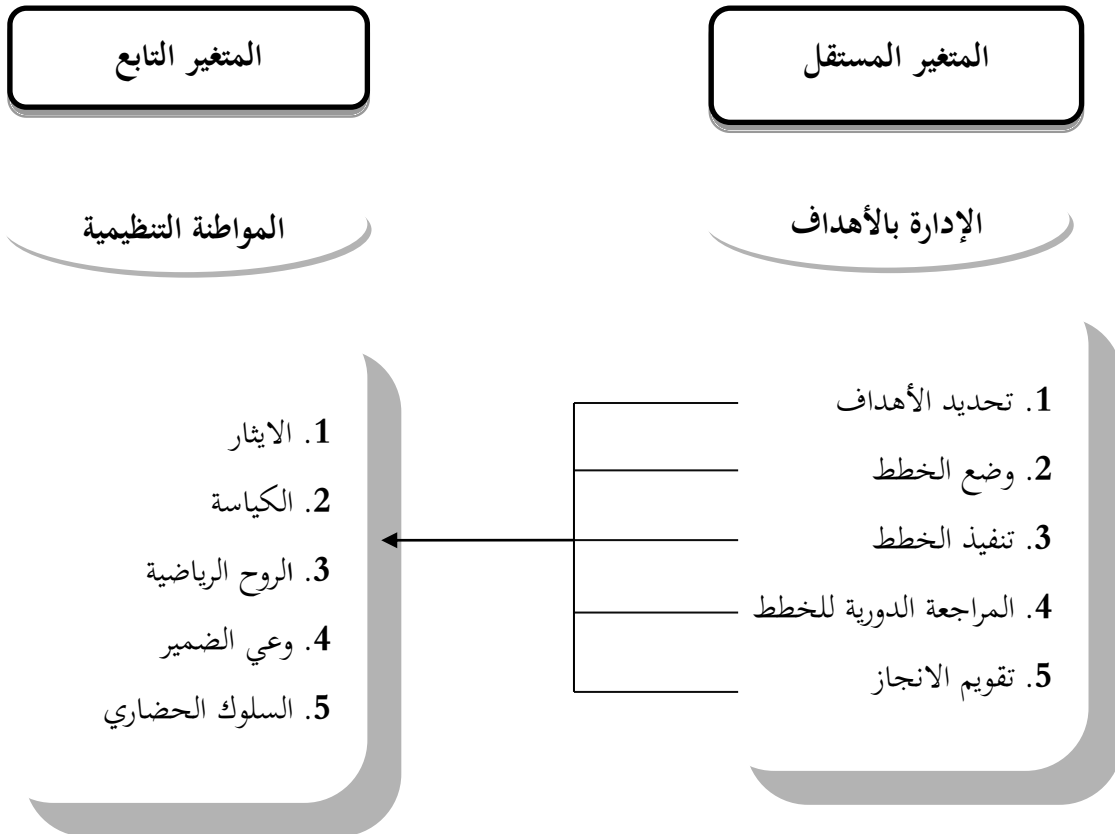 المتغير المستقل
المتغير التابع
الإدارة بالأهداف
المواطنة التنظيمية
1. تحديد الأهداف
2. وضع الخطط
3. تنفيذ الخطط
4. المراجعة الدورية للخطط
5. تقويم الانجاز
1. الايثار
2. الكياسة
3. الروح الرياضية
4. وعي الضمير
5. السلوك الحضاري